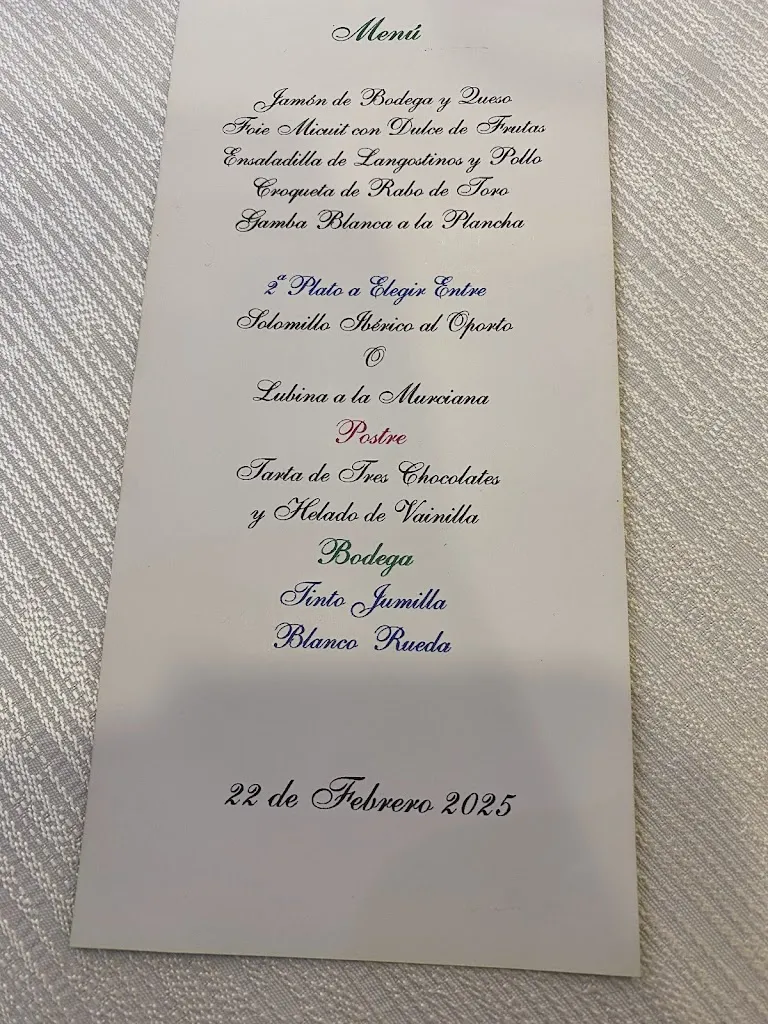 Menú
Jamón de Bodega y Queso
Foie Micuit con Dulce de Frutas
Ensaladilla de Langostinos y Pollo
Croqueta de Rabo de Toro
Gamba Blanca a la Plancha
2ª Plato a Elegir Entre
Solomillo Ibérico al Oporto
O
Lubina a la Murciana
Postre
Tarta de Tres Chocolates
y Helado de Vainilla
Bodega
Tinto Jumilla
Blanco Rueda
22 de Febrero 2025